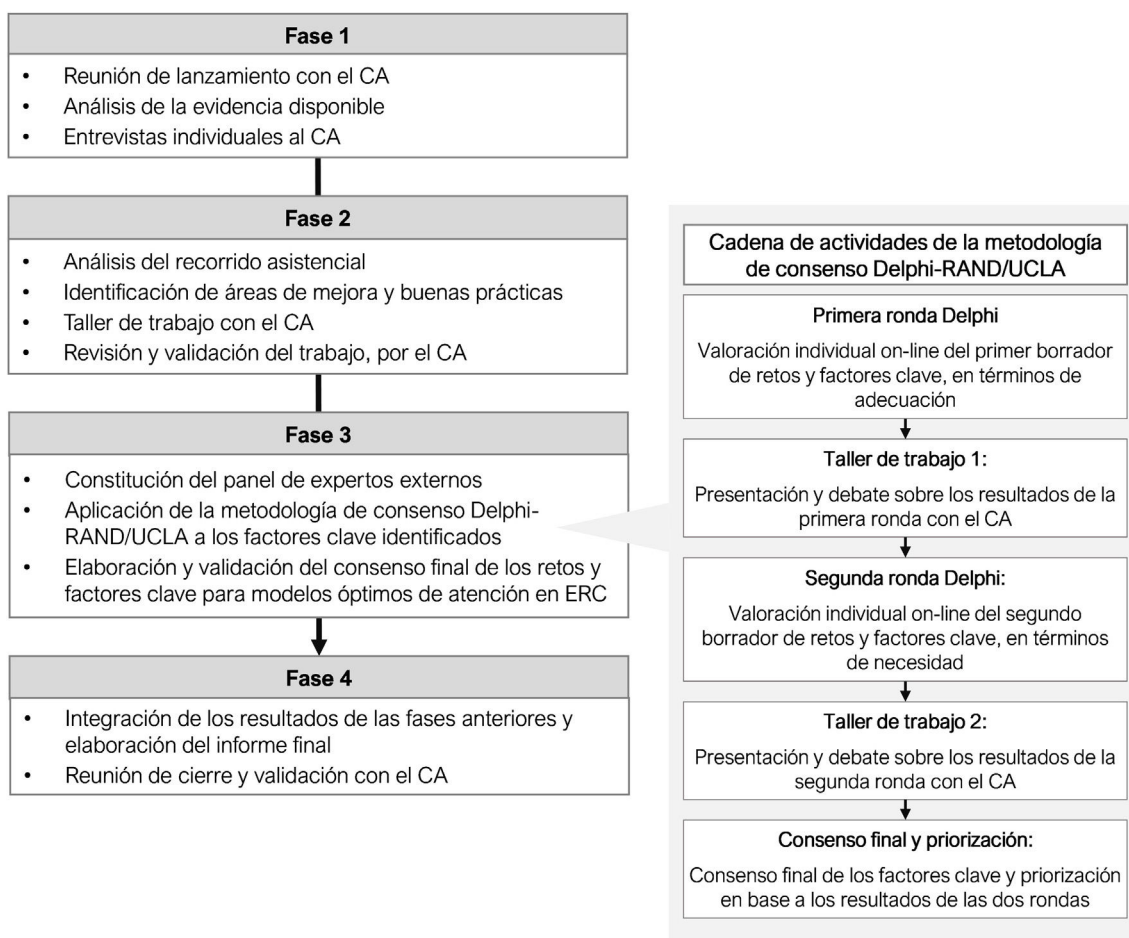 Fase 1
• Reunión de lanzamiento con el CA
• Análisis de la evidencia disponible
• Entrevistas individuales al CA
Fase 2
• Análisis del recorrido asistencial
• Identificación de áreas de mejora y buenas prácticas
• Taller de trabajo con el CA
• Revisión y validación del trabajo, por el CA
Fase 3
• Constitución del panel de expertos externos
• Aplicación de la metodología de consenso Delphi-
RAND/UCLA a los factores clave identificados
• Elaboración y validación del consenso final de los retos y
factores clave para modelos óptimos de atención en ERC
Fase 4
• Integración de los resultados de las fases anteriores y
elaboración del informe final
• Reunión de cierre y validación con el CA
Cadena de actividades de la metodología
de consenso Delphi-RAND/UCLA
Primera ronda Delphi
Valoración individual on-line del primer borrador
de retos y factores clave, en términos de
adecuación
Taller de trabajo 1:
Presentación y debate sobre los resultados de la
primera ronda con el CA
Segunda ronda Delphi:
Valoración individual on-line del segundo
borrador de retos y factores clave, en términos
de necesidad
Taller de trabajo 2:
Presentación y debate sobre los resultados de la
segunda ronda con el CA
Consenso final y priorización:
Consenso final de los factores clave y priorización
en base a los resultados de las dos rondas